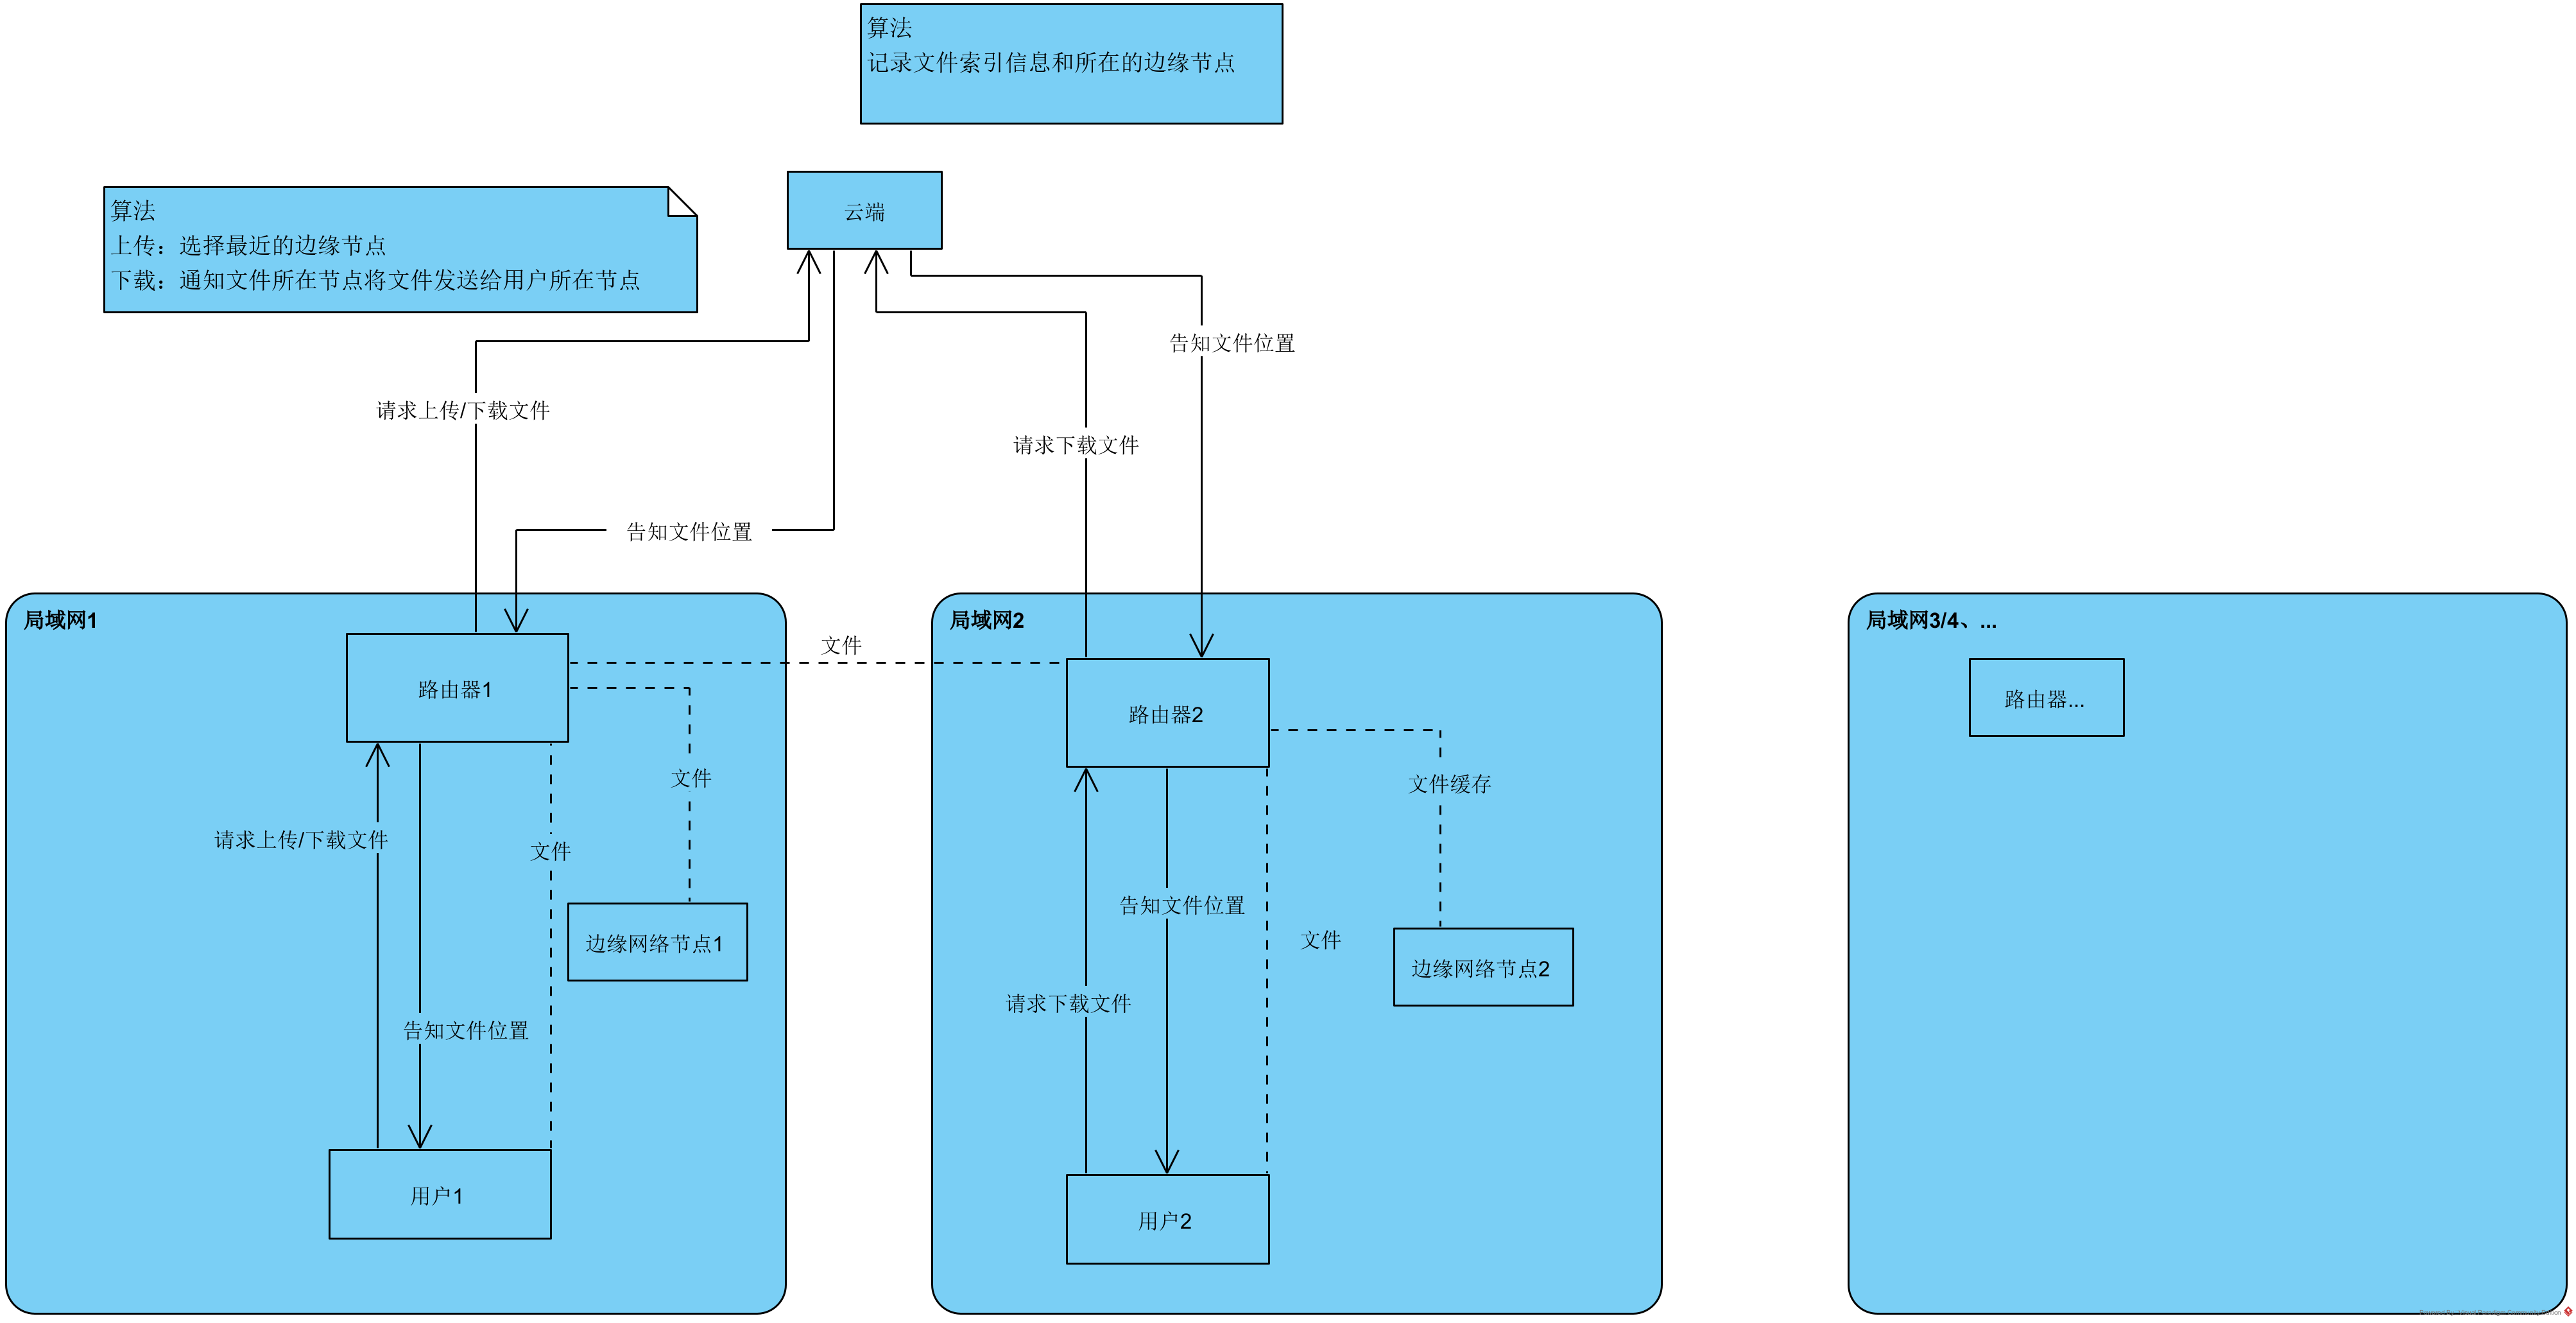 算法
记录文件索引信息和所在的边缘节点
云端
算法
上传：选择最近的边缘节点
下载：通知文件所在节点将文件发送给用户所在节点
告知文件位置
请求上传/下载文件
请求下载文件
告知文件位置
局域网1
路由器1
文件
请求上传/下载文件
文件
边缘网络节点1
告知文件位置
用户1
文件
局域网2
路由器2
文件缓存
告知文件位置
文件
边缘网络节点2
请求下载文件
用户2
局域网3/4、...
路由器...